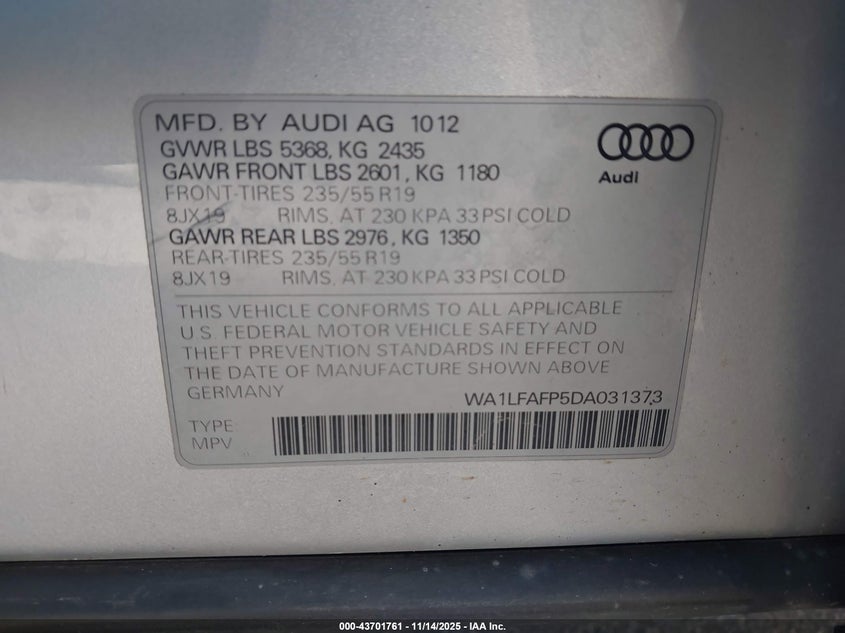 MFD. BY AUDI AG 1012
GVWR LBS 5368, KG 2435
GAWR FRONT LBS 2601, KG 1180
FRONT-TIRES 235/55 R19
8JX19 RIMS, AT 230 KPA 33 PSI COLD
GAWR REAR LBS 2976, KG 1350
REAR-TIRES 235/55 R19
8JX19 RIMS, AT 230 KPA 33 PSI COLD
Audi
THIS VEHICLE CONFORMS TO ALL APPLICABLE
U.S. FEDERAL MOTOR VEHICLE SAFETY AND
THEFT PREVENTION STANDARDS IN EFFECT ON
THE DATE OF MANUFACTURE SHOWN ABOVE
GERMANY WA1LFAFP5DA031373
TYPE
MPV
000-43701761 - 11/14/2025 - IAA Inc.